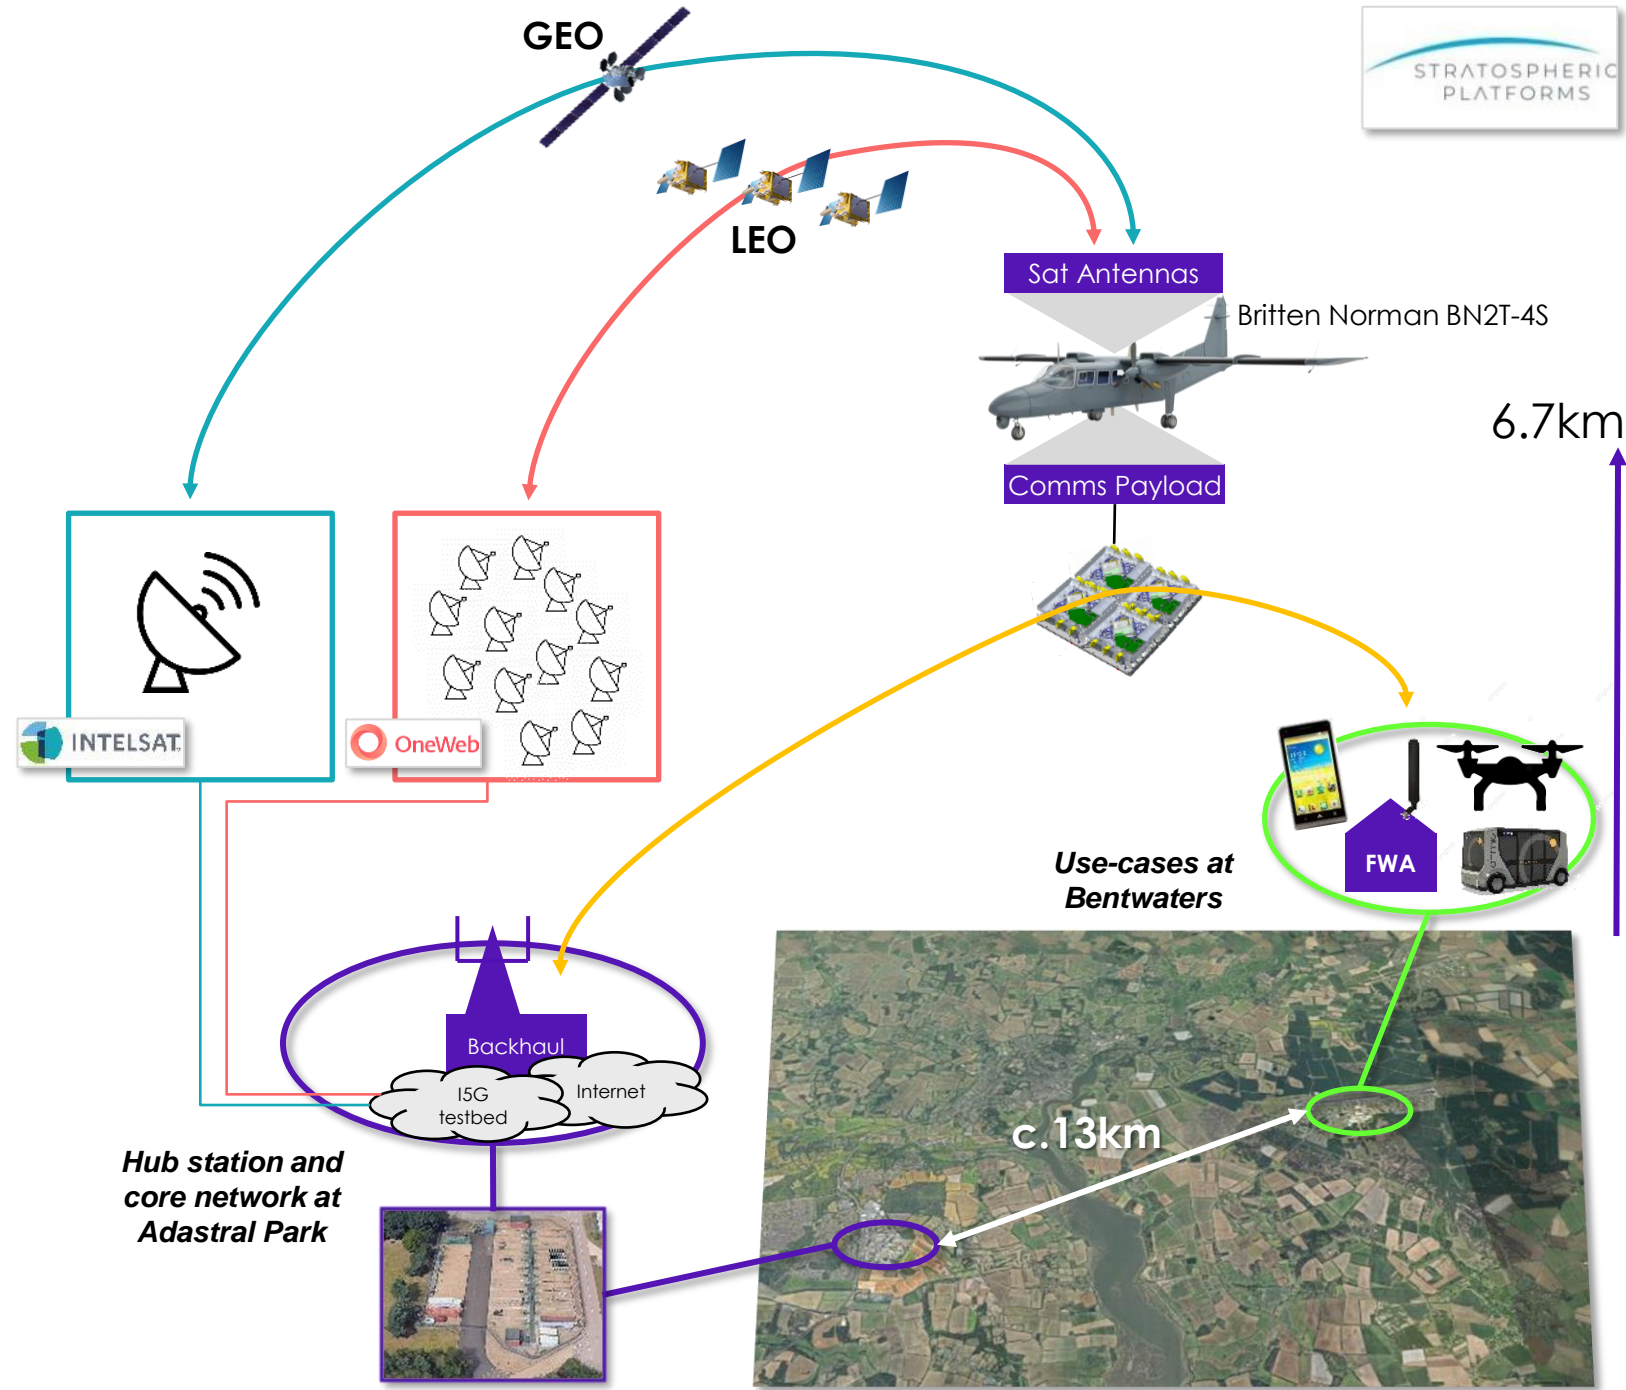 GEO
STRATOSPHERIC
PLATFORMS
LEO
Sat Antennas
Britten Norman BN2T-4S
6.7km
Comms Payload
INTELSAT
OneWeb
FWA
Use-cases at
Bentwaters
Backhaul
I5G
testbed
Internet
c.13km
Hub station and
core network at
Adastral Park